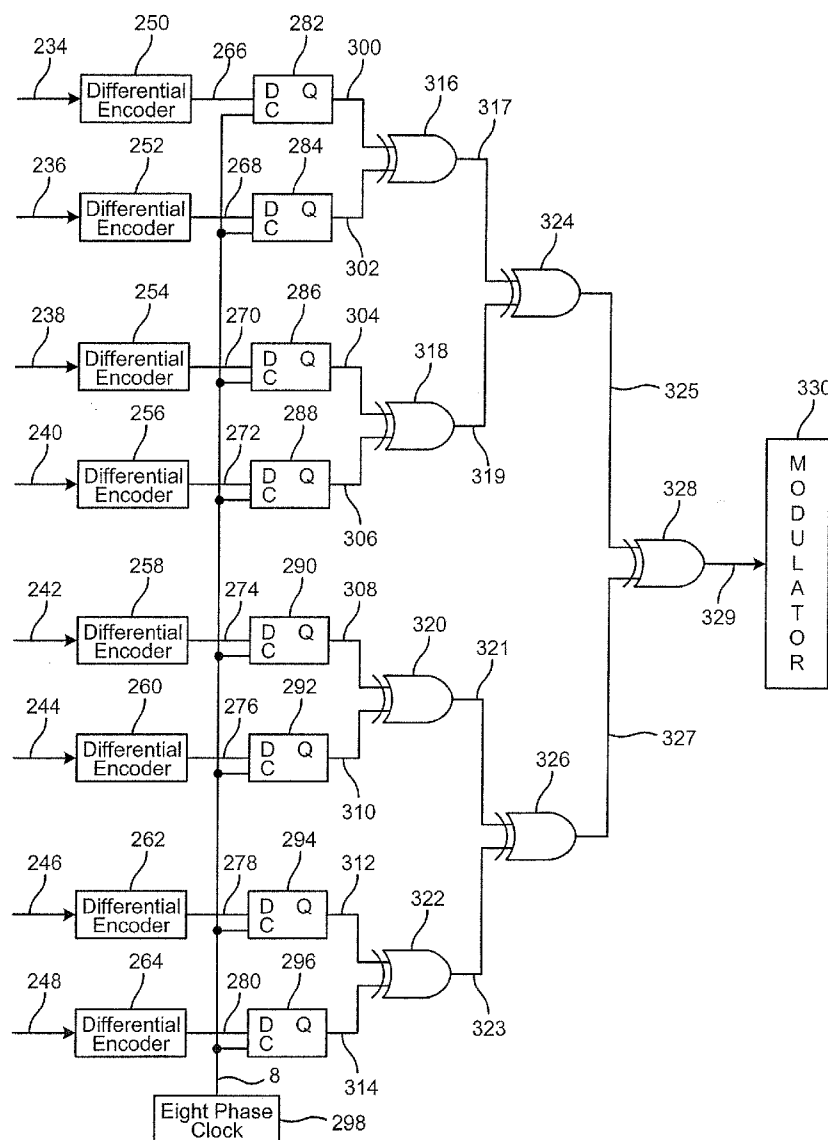 250
282
234
266
300
Differential
Encoder
D Q
C
316
317
252
284
236
268
Differential
Encoder
D Q
C
302
324
254
286
238
270
304
Differential
Encoder
D Q
C
318
325
330
256
288
240
272
319
Differential
Encoder
D Q
C
306
MODULATOR
328
329
258
290
242
274
308
Differential
Encoder
D Q
C
320
321
260
292
244
276
Differential
Encoder
D Q
C
310
327
326
262
294
246
278
312
Differential
Encoder
D Q
C
322
264
296
248
280
323
Differential
Encoder
D Q
C
314
8
Eight Phase
Clock
298